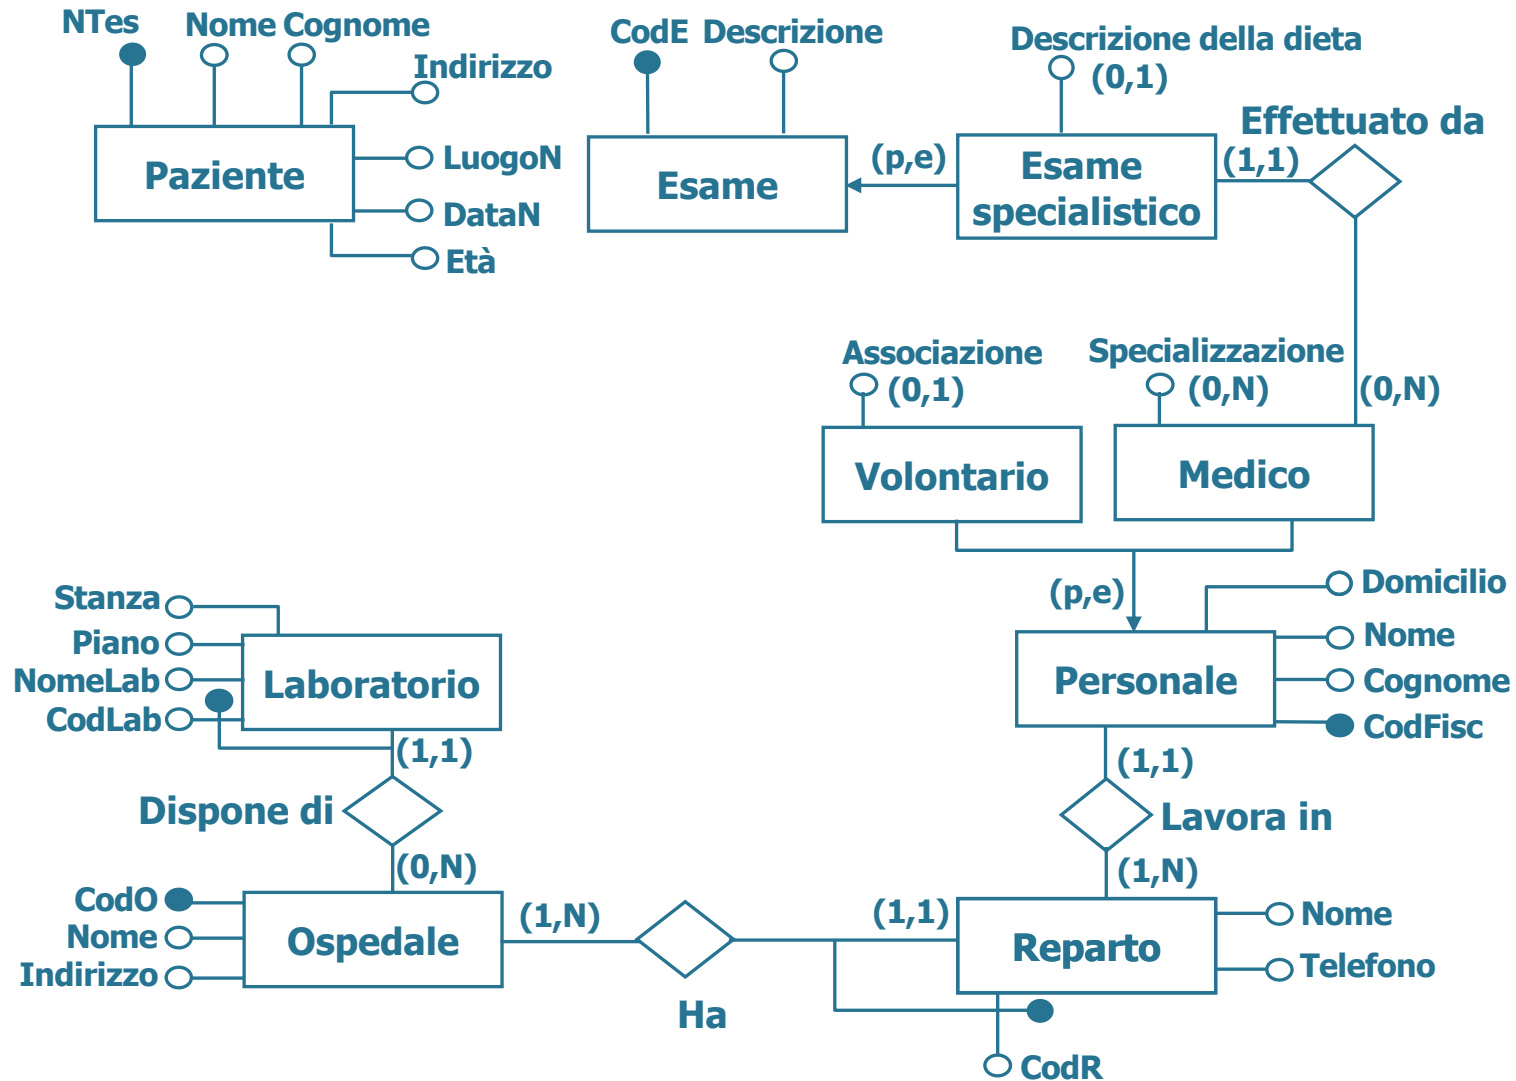 NTes
Nome Cognome
Indirizzo
LuogoN
DataN
Età
Paziente
CodE Descrizione
Esame
(p,e)
Descrizione della dieta
(0,1)
Esame
specialistico
Effettuato da
(1,1)
(0,N)
Associazione
(0,1)
Volontario
Specializzazione
(0,N)
Medico
(p,e)
Domicilio
Nome
Cognome
CodFisc
Personale
(1,1)
Lavora in
(1,N)
Stanza
Piano
NomeLab
CodLab
Laboratorio
(1,1)
Dispone di
(0,N)
CodO
Nome
Indirizzo
Ospedale
(1,N)
Ha
(1,1)
Reparto
Nome
Telefono
CodR